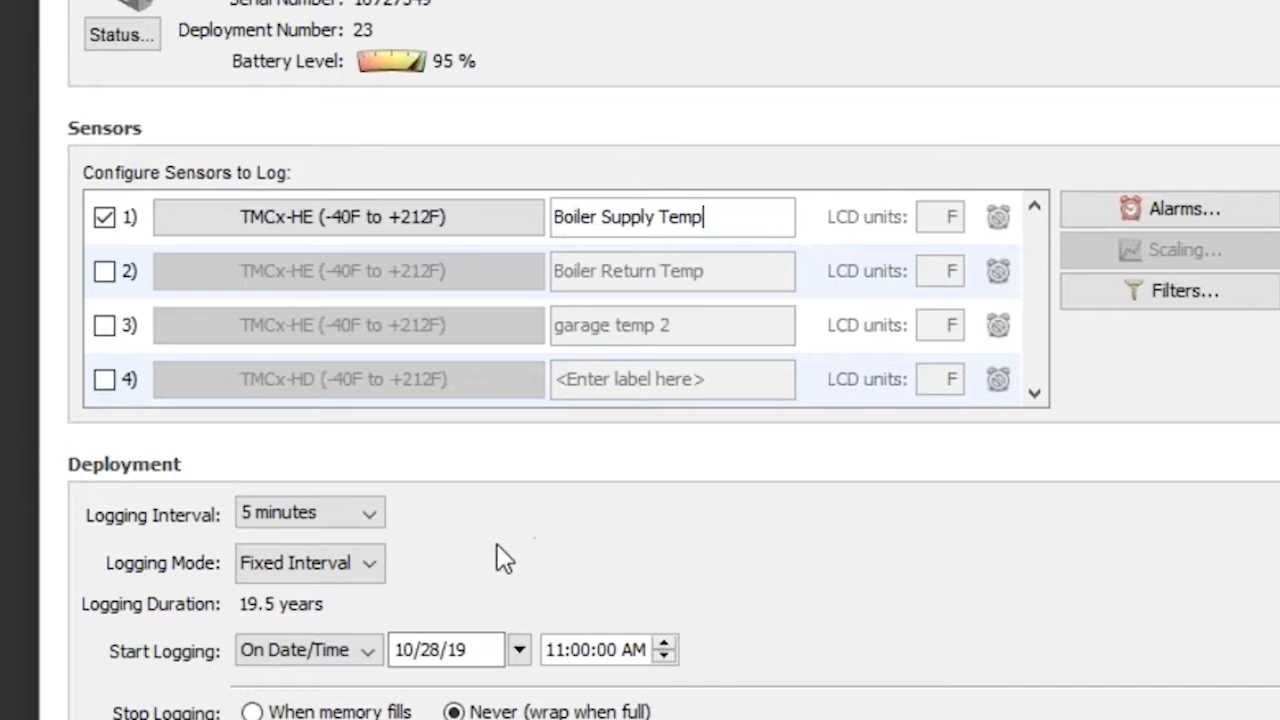 Status...
Deployment Number: 23
Battery Level: 95 %
Sensors
Configure Sensors to Log:
1) TMCx-HE (-40F to +212F) Boiler Supply Temp LCD units: F
2) TMCx-HE (-40F to +212F) Boiler Return Temp LCD units: F
3) TMCx-HE (-40F to +212F) garage temp 2 LCD units: F
4) TMCx-HD (-40F to +212F) <Enter label here> LCD units: F
Alarms...
Scaling...
Filters...
Deployment
Logging Interval: 5 minutes
Logging Mode: Fixed Interval
Logging Duration: 19.5 years
Start Logging: On Date/Time 10/28/19 11:00:00 AM
Stop Logging: When memory fills Never (wrap when full)